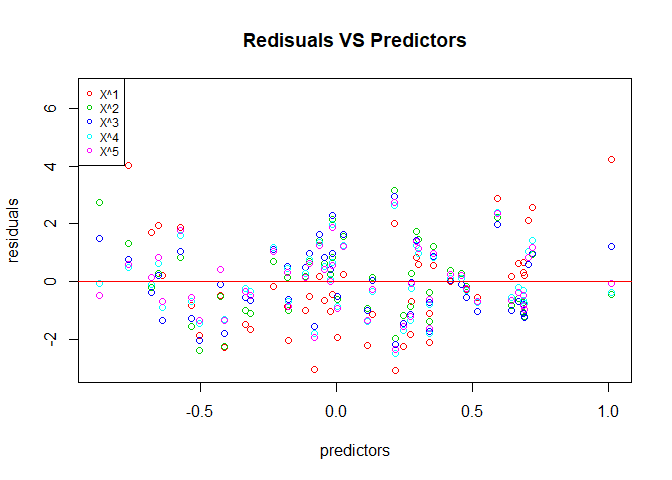 Redisuals VS Predictors
X^1
X^2
X^3
X^4
X^5
6
4
2
0
-2
residuals
-0.5
0.0
0.5
1.0
predictors